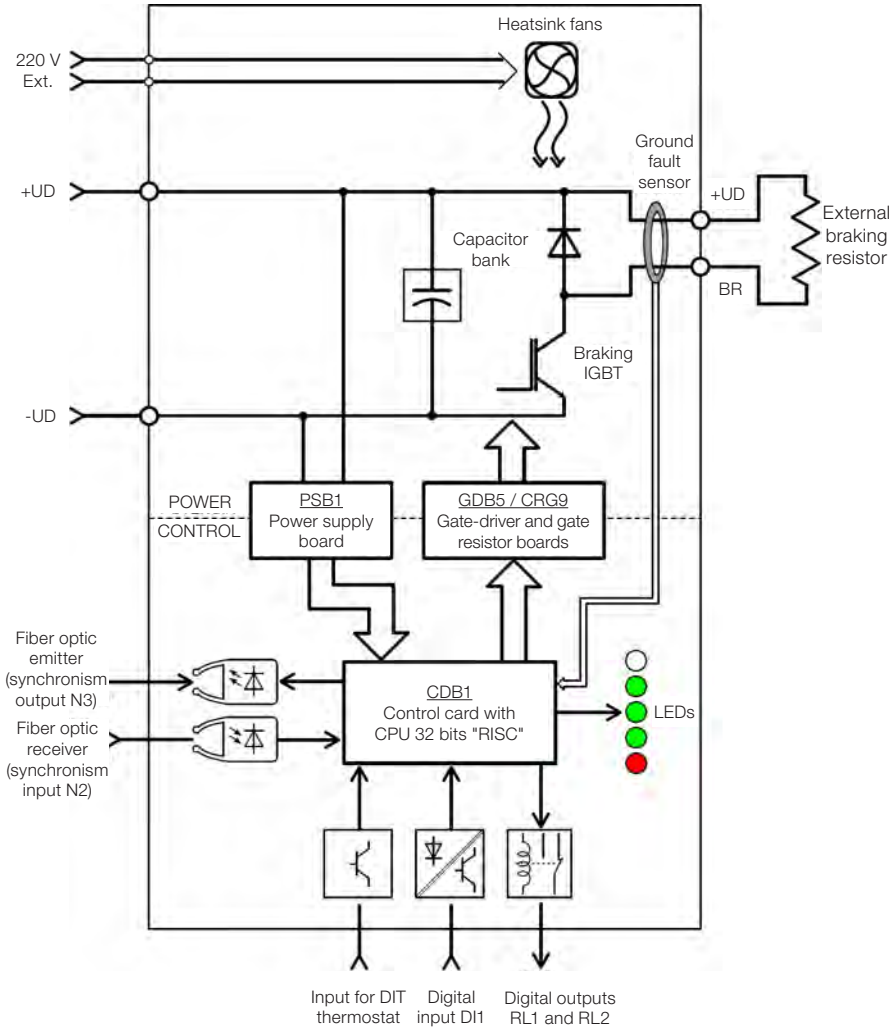 Heatsink fans
220 V
Ext.
Ground
fault
sensor
+UD
+UD
External
braking
resistor
Capacitor
bank
BR
Braking
IGBT
-UD
POWER
CONTROL
PSB1
Power supply
board
GDB5 / CRG9
Gate-driver and gate
resistor boards
Fiber optic
emitter
(synchronism
output N3)
Fiber optic
receiver
(synchronism
input N2)
CDB1
Control card with
CPU 32 bits "RISC"
LEDs
Input for DIT
thermostat
Digital
input DI1
Digital outputs
RL1 and RL2